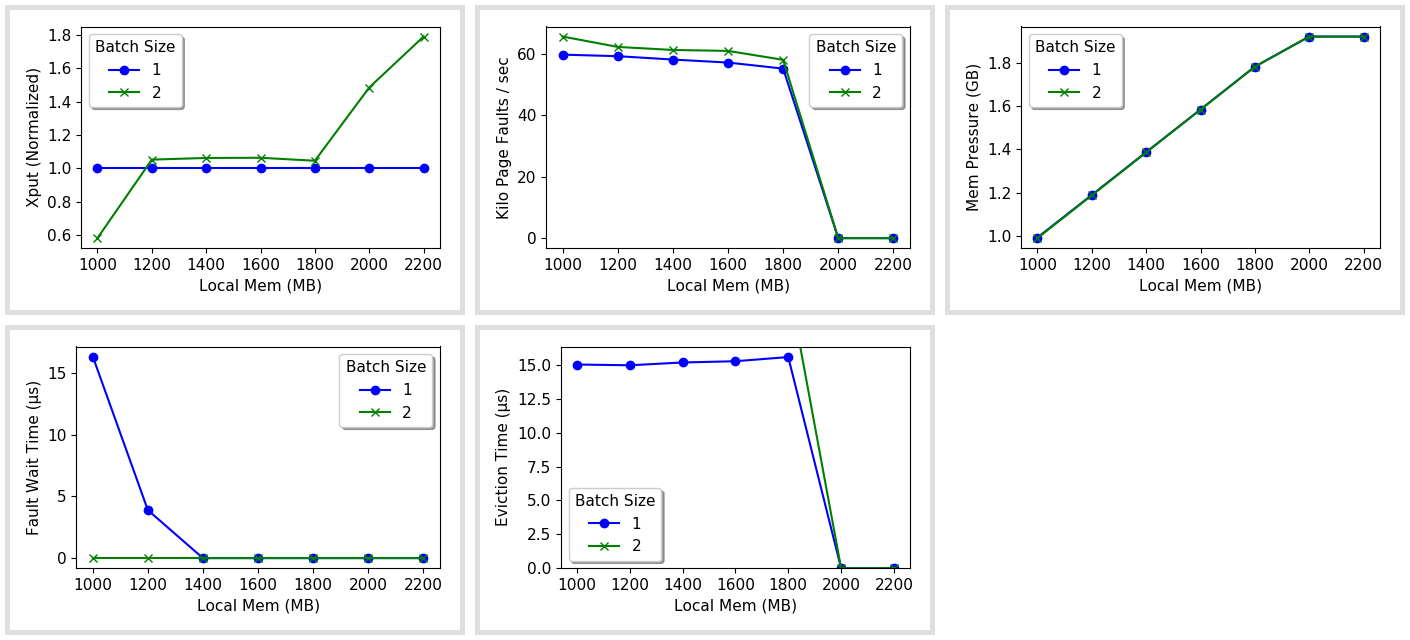 Xput (Normalized)
1.8
1.6
1.4
1.2
1.0
0.8
0.6
Batch Size
1
2
1000 1200 1400 1600 1800 2000 2200
Local Mem (MB)
Kilo Page Faults / sec
60
40
20
0
Batch Size
1
2
1000 1200 1400 1600 1800 2000 2200
Local Mem (MB)
Mem Pressure (GB)
1.8
1.6
1.4
1.2
1.0
Batch Size
1
2
1000 1200 1400 1600 1800 2000 2200
Local Mem (MB)
Fault Wait Time (µs)
15
10
5
0
Batch Size
1
2
1000 1200 1400 1600 1800 2000 2200
Local Mem (MB)
Eviction Time (µs)
15.0
12.5
10.0
7.5
5.0
2.5
0.0
Batch Size
1
2
1000 1200 1400 1600 1800 2000 2200
Local Mem (MB)